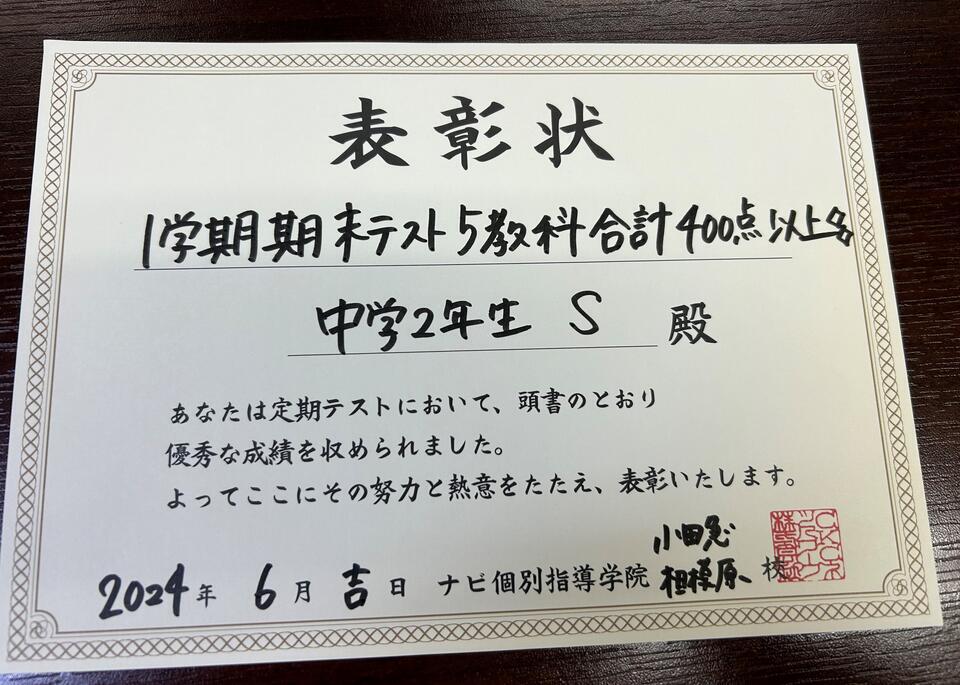 表彰状
1学期期末テスト5教科合計400点以上
中学2年生 S 殿
あなたは定期テストにおいて、頭書のとおり
優秀な成績を収められました。
よってここにその努力と熱意をたたえ、表彰いたします。
小田急
2024年 6月 吉日 ナビ個別指導学院 相模原 校